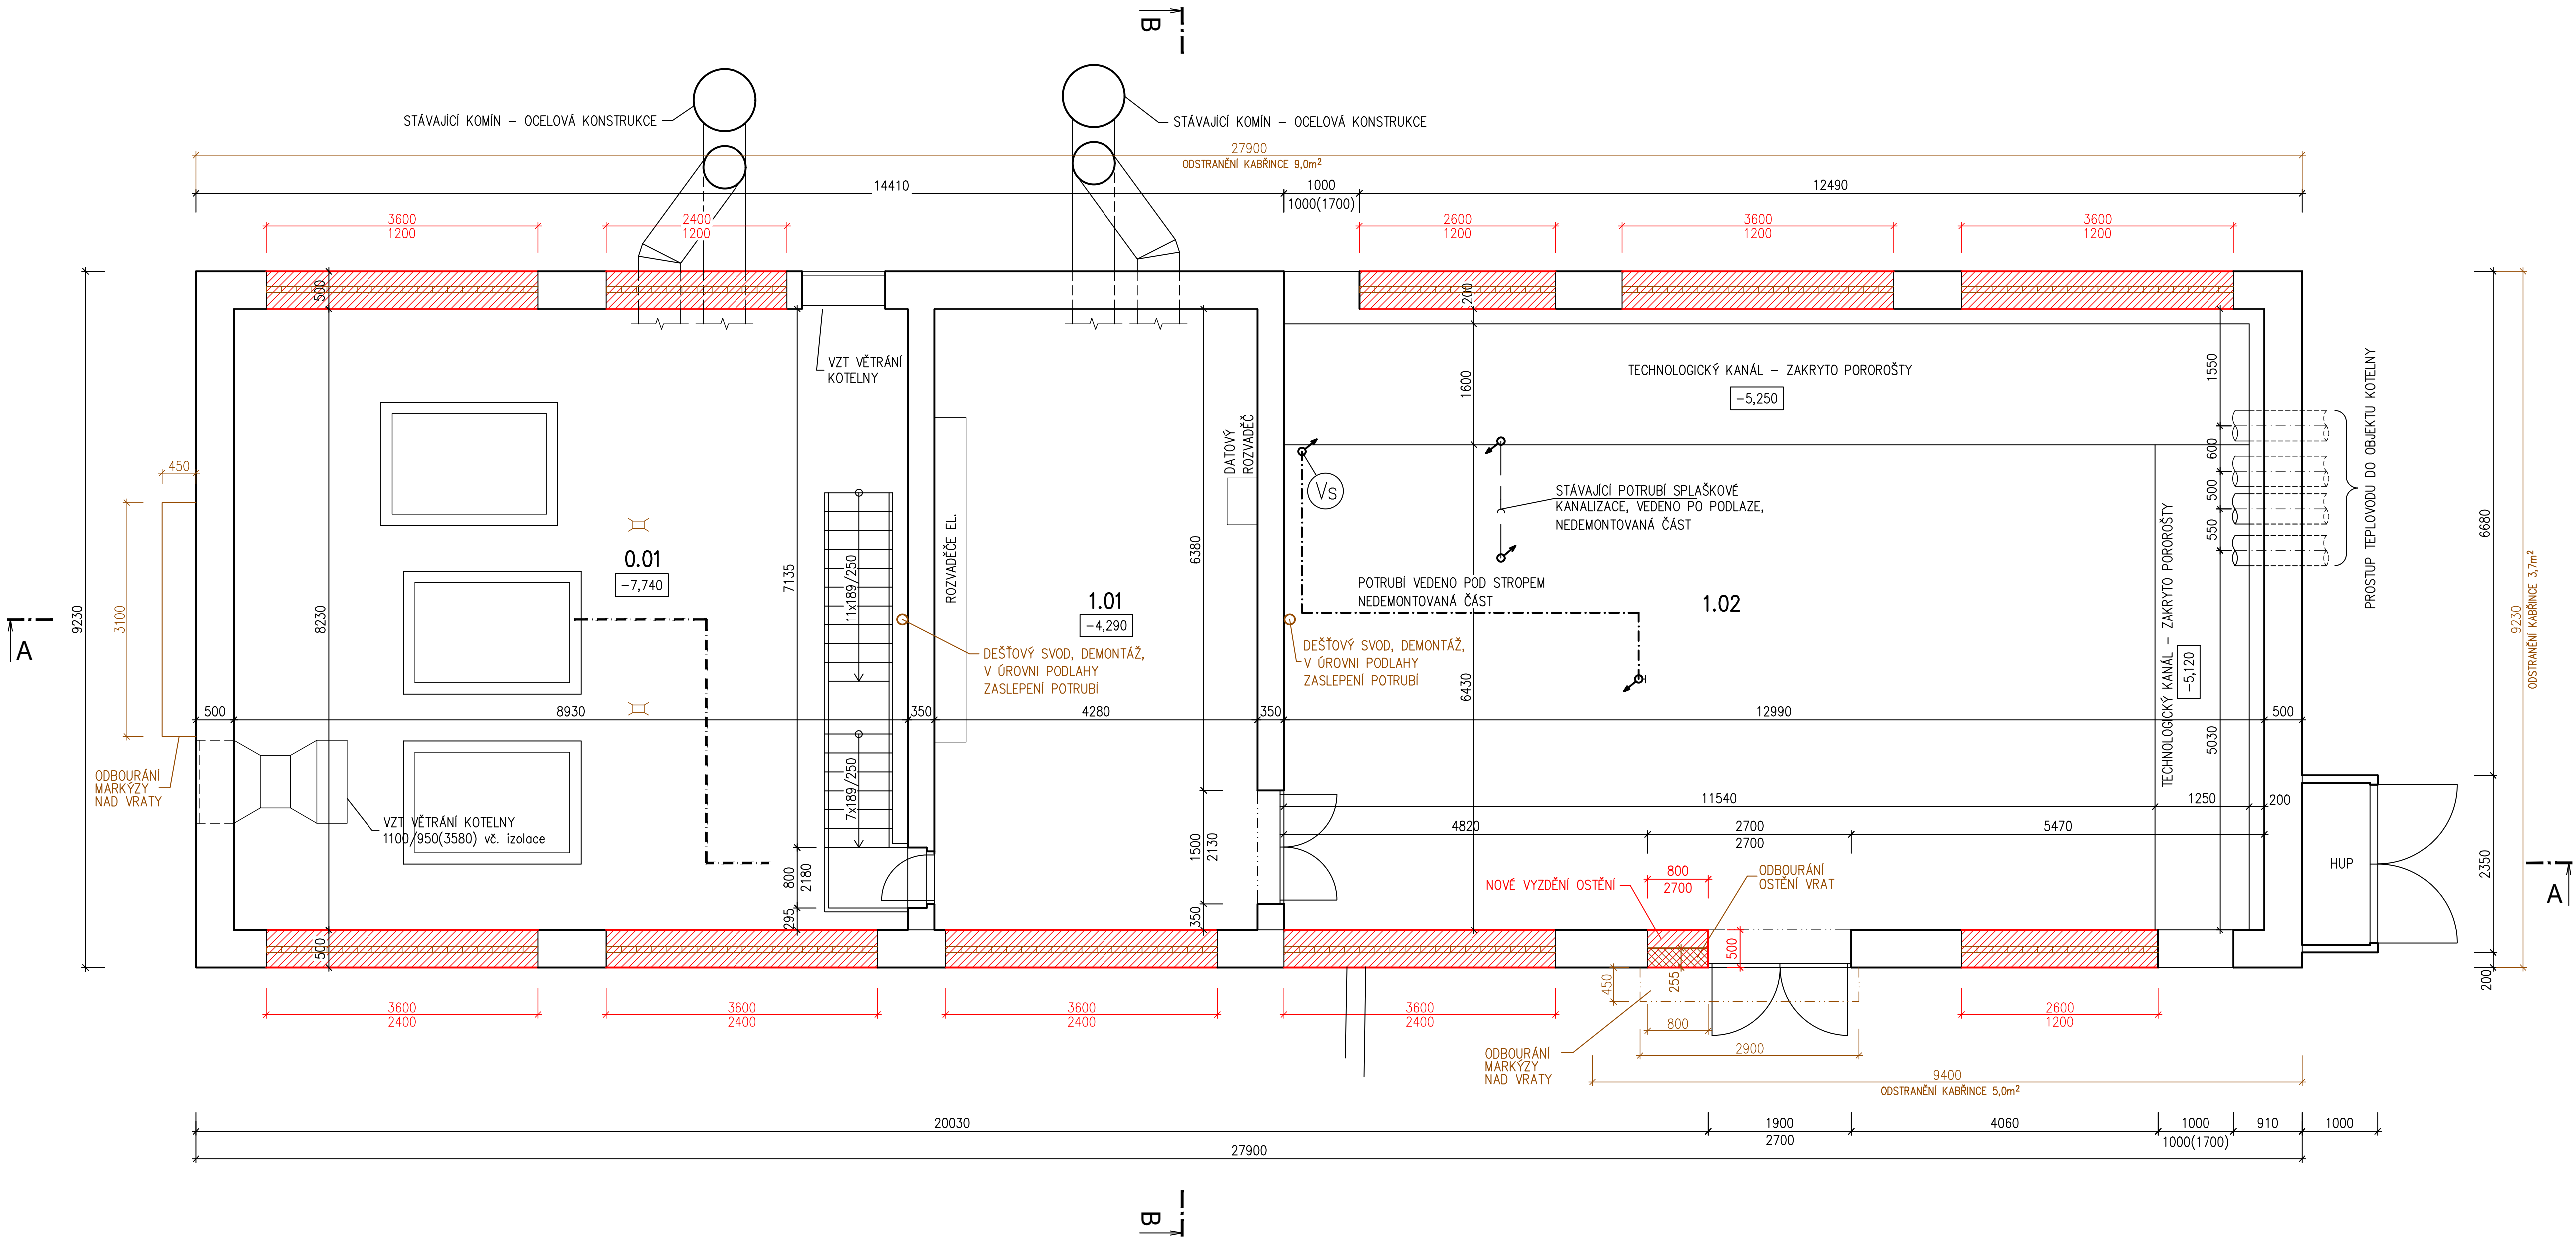 B
STÁVAJÍCÍ KOMÍN – OCELOVÁ KONSTRUKCE
STÁVAJÍCÍ KOMÍN – OCELOVÁ KONSTRUKCE
27900
ODSTRANĚNÍ KABŘINCE 9,0m²
14410
1000
1000(1700)
12490
3600
1200
2400
1200
2600
1200
3600
1200
3600
1200
500
200
VZT VĚTRÁNÍ
KOTELNY
TECHNOLOGICKÝ KANÁL – ZAKRYTO POROROŠTY
-5,250
1600
1550
600
500
550
PROSTUP TEPLOVODU DO OBJEKTU KOTELNY
DATOVÝ
ROZVADĚČ
450
3100
9230
8230
7135
6380
6430
5030
6680
9230
ODSTRANĚNÍ KABŘINCE 3,7m²
VS
STÁVAJÍCÍ POTRUBÍ SPLAŠKOVÉ
KANALIZACE, VEDENO PO PODLAZE,
NEDEMONTOVANÁ ČÁST
0.01
-7,740
11x189/250
ROZVADĚČE EL.
1.01
-4,290
POTRUBÍ VEDENO POD STROPEM
NEDEMONTOVANÁ ČÁST
1.02
TECHNOLOGICKÝ KANÁL – ZAKRYTO POROROŠTY
-5,120
A
DEŠŤOVÝ SVOD, DEMONTÁŽ,
V ÚROVNI PODLAHY
ZASLEPENÍ POTRUBÍ
DEŠŤOVÝ SVOD, DEMONTÁŽ,
V ÚROVNI PODLAHY
ZASLEPENÍ POTRUBÍ
500
8930
350
4280
350
12990
500
ODBOURÁNÍ
MARKÝZY
NAD VRATY
VZT VĚTRÁNÍ KOTELNY
1100/950(3580) vč. izolace
7x189/250
11540
1250
200
4820
2700
2700
5470
1500
2130
800
2180
295
350
NOVÉ VYZDĚNÍ OSTĚNÍ
800
2700
ODBOURÁNÍ
OSTĚNÍ VRAT
HUP
2350
200
A
500
500
255
450
800
2900
3600
2400
3600
2400
3600
2400
3600
2400
2600
1200
ODBOURÁNÍ
MARKÝZY
NAD VRATY
9400
ODSTRANĚNÍ KABŘINCE 5,0m²
20030
1900
2700
4060
1000
1000(1700)
910
1000
27900
B